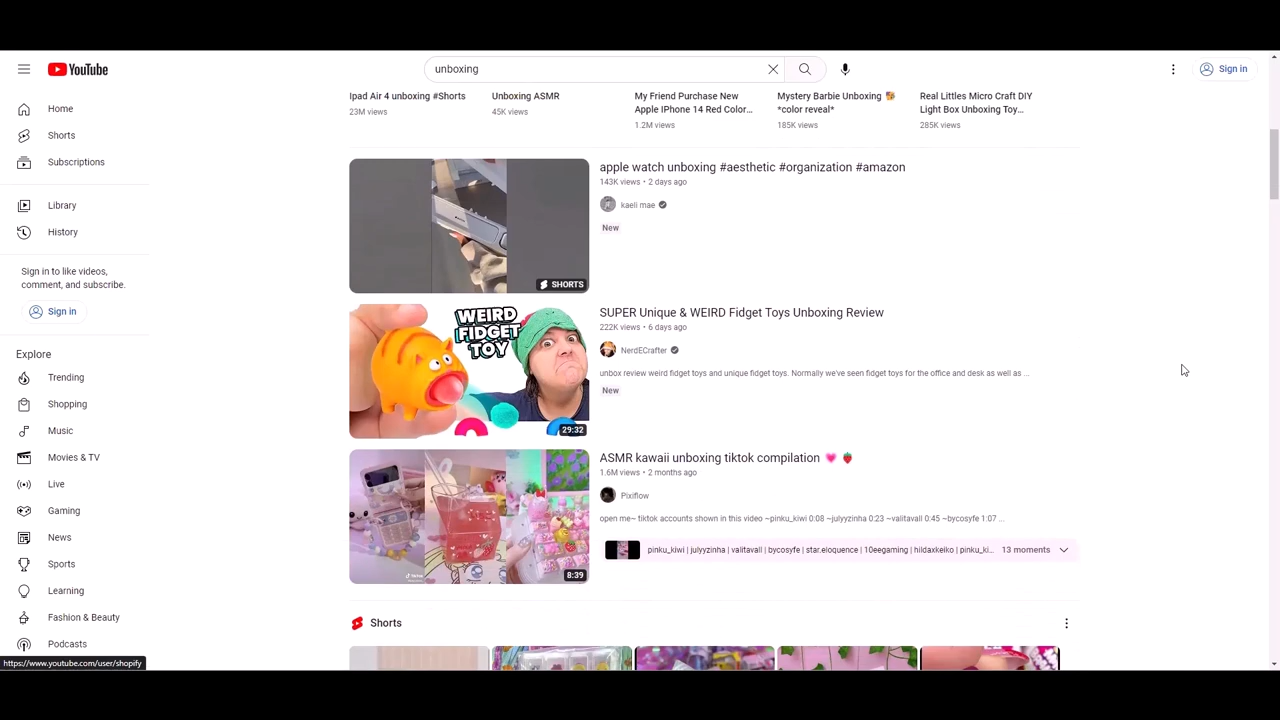 YouTube
unboxing
Sign in
Home
Shorts
Subscriptions
Library
History
Sign in to like videos,
comment, and subscribe.
Sign in
Explore
Trending
Shopping
Music
Movies & TV
Live
Gaming
News
Sports
Learning
Fashion & Beauty
Podcasts
https://www.youtube.com/user/shopify
Ipad Air 4 unboxing #Shorts
23M views
Unboxing ASMR
45K views
My Friend Purchase New
Apple IPhone 14 Red Color...
1.2M views
Mystery Barbie Unboxing
*color reveal*
185K views
Real Littles Micro Craft DIY
Light Box Unboxing Toy...
285K views
SHORTS
apple watch unboxing #aesthetic #organization #amazon
143K views • 2 days ago
kaeli mae
New
WEIRD
FIDGET
TOY
29:32
SUPER Unique & WEIRD Fidget Toys Unboxing Review
222K views • 6 days ago
NerdECrafter
unbox review weird fidget toys and unique fidget toys. Normally we've seen fidget toys for the office and desk as well as ...
New
TikTok
8:39
ASMR kawaii unboxing tiktok compilation 💗 🍓
1.6M views • 2 months ago
Pixiflow
open me~ tiktok accounts shown in this video ~pinku_kiwi 0:08 ~julyyzinha 0:23 ~valitavall 0:45 ~bycosyfe 1:07 ...
pinku_kiwi | julyyzinha | valitavall | bycosyfe | star.eloquence | 10eegaming | hildaxkeiko | pinku_ki...
13 moments
Shorts